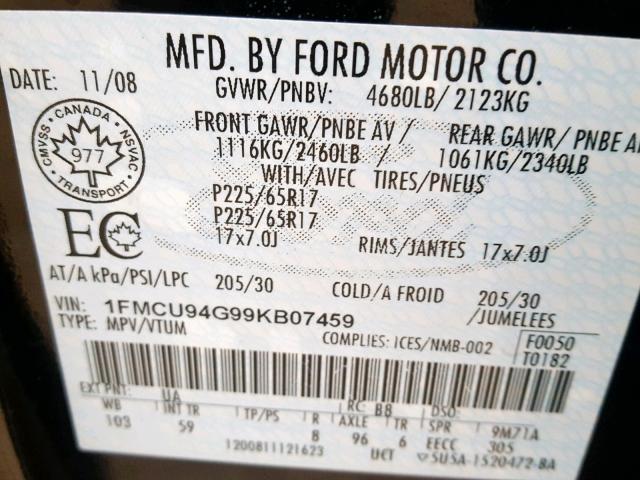 MFD. BY FORD MOTOR CO.
DATE: 11/08
GVWR/PNBV: 4680LB/ 2123KG
FRONT GAWR/PNBE AV / REAR GAWR/ PNBE
1116KG/2460LB / 1061KG/2340LB
WITH/AVEC TIRES/PNEUS
P225/65R17
P225/65R17
17x7.0J RIMS/JANTES 17x7.0J
CANADA
CMVSS NSVAC
977
TRANSPORT
EC
AT/A kPa/PSI/LPC 205/30 COLD/A FROID 205/30
VIN: 1FMCU94G99KB07459 /JUMELEES
TYPE: MPV/VTUM
COMPLIES: ICES/NMB-002 F0050
T0182
EXT PNT: UA RC: B8 DSO:
WB INT TR TP/PS R AXLE TR SPR 9M71A
103 59 8 96 6 EECC 305
1200811121623 UCT 5U5A-1520472-BA